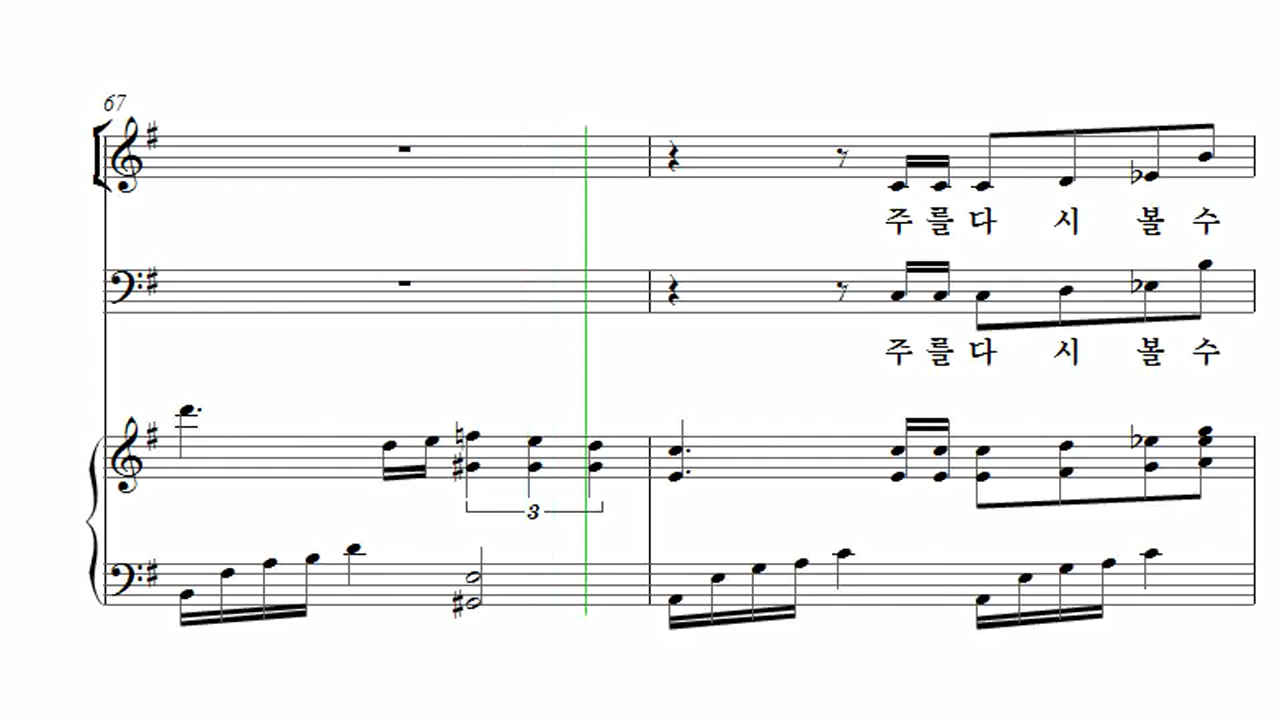 67
주 를 다 시 볼 수
주 를 다 시 볼 수
3